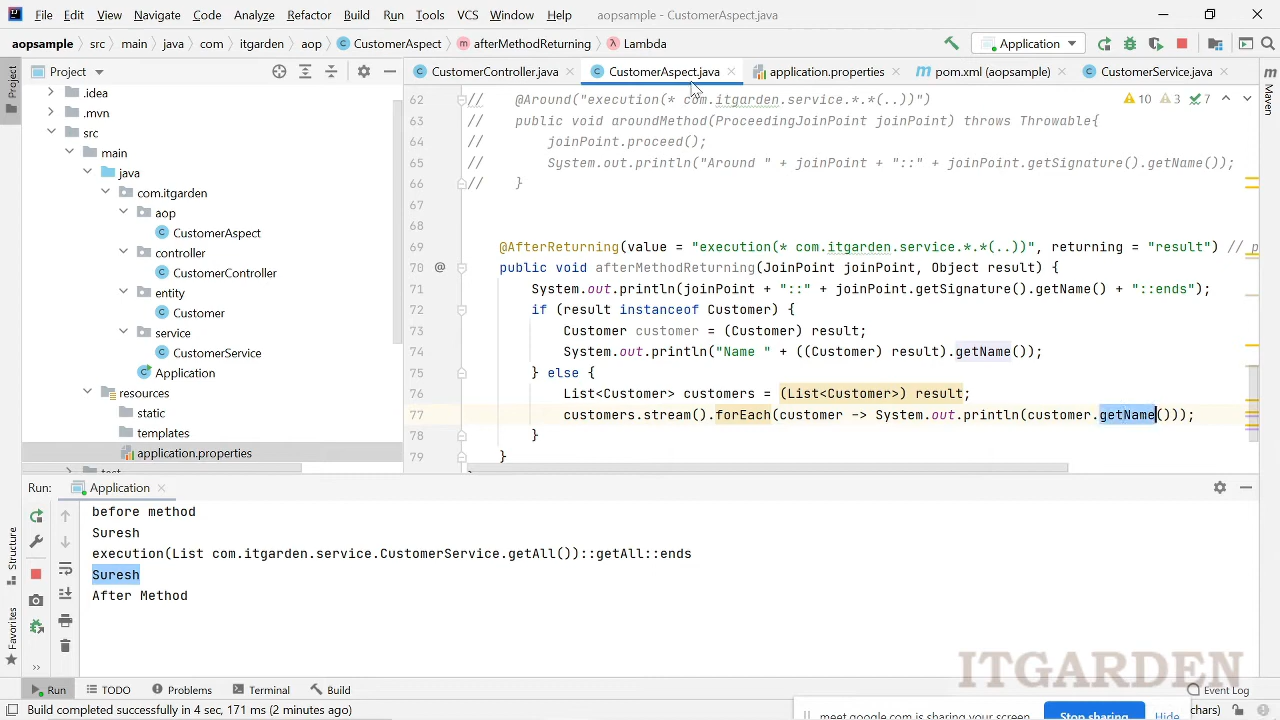 File Edit View Navigate Code Analyze Refactor Build Run Tools VCS Window Help aopsample - CustomerAspect.java
aopsample src main java com itgarden aop CustomerAspect afterMethodReturning Lambda Application
Project CustomerController.java CustomerAspect.java application.properties pom.xml (aopsample) CustomerService.java
.idea
.mvn
src
main
java
com.itgarden
aop
CustomerAspect
controller
CustomerController
entity
Customer
service
CustomerService
Application
resources
static
templates
application.properties
10 3 7
62 // @Around("execution(* com.itgarden.service.*.*(..))")
63 // public void aroundMethod(ProceedingJoinPoint joinPoint) throws Throwable{
64 // joinPoint.proceed();
65 // System.out.println("Around " + joinPoint + "::" + joinPoint.getSignature().getName());
66 // }
67
68
69 @AfterReturning(value = "execution(* com.itgarden.service.*.*(..))", returning = "result") // p
70 @ public void afterMethodReturning(JoinPoint joinPoint, Object result) {
71 System.out.println(joinPoint + "::" + joinPoint.getSignature().getName() + "::ends");
72 if (result instanceof Customer) {
73 Customer customer = (Customer) result;
74 System.out.println("Name " + ((Customer) result).getName());
75 } else {
76 List<Customer> customers = (List<Customer>) result;
77 customers.stream().forEach(customer -> System.out.println(customer.getName()));
78 }
79 }
Project
Maven
Structure
Favorites
Run: Application
before method
Suresh
execution(List com.itgarden.service.CustomerService.getAll())::getAll::ends
Suresh
After Method
ITGARDEN
Run TODO Problems Terminal Build Event Log
Build completed successfully in 4 sec, 171 ms (2 minutes ago)
meet.google.com is sharing your screen. Stop sharing Hide chars)